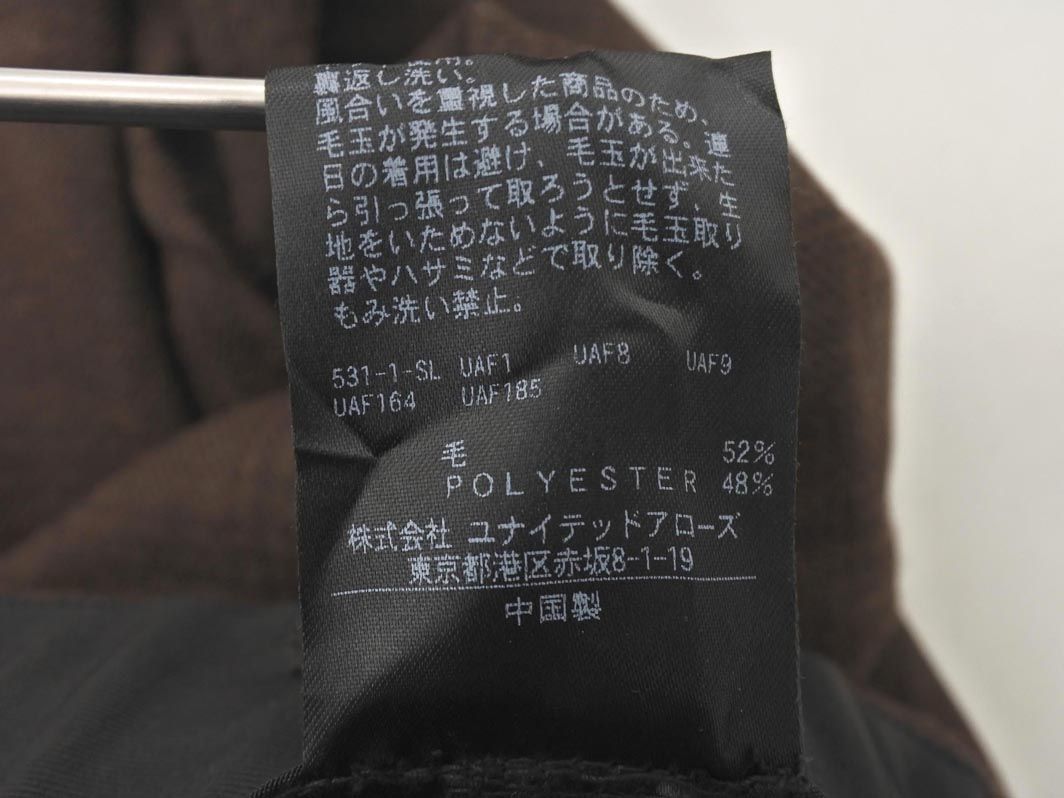 裏返し洗い。
風合いを重視した商品のため、
毛玉が発生する場合がある。連
日の着用は避け、毛玉が出来た
ら引っ張って取ろうとせず、生
地をいためないように毛玉取り
器やハサミなどで取り除く。
もみ洗い禁止。
531-1-SL UAF1 UAF8 UAF9
UAF164 UAF185
毛 52%
POLYESTER 48%
株式会社 ユナイテッドアローズ
東京都港区赤坂8-1-19
中国製